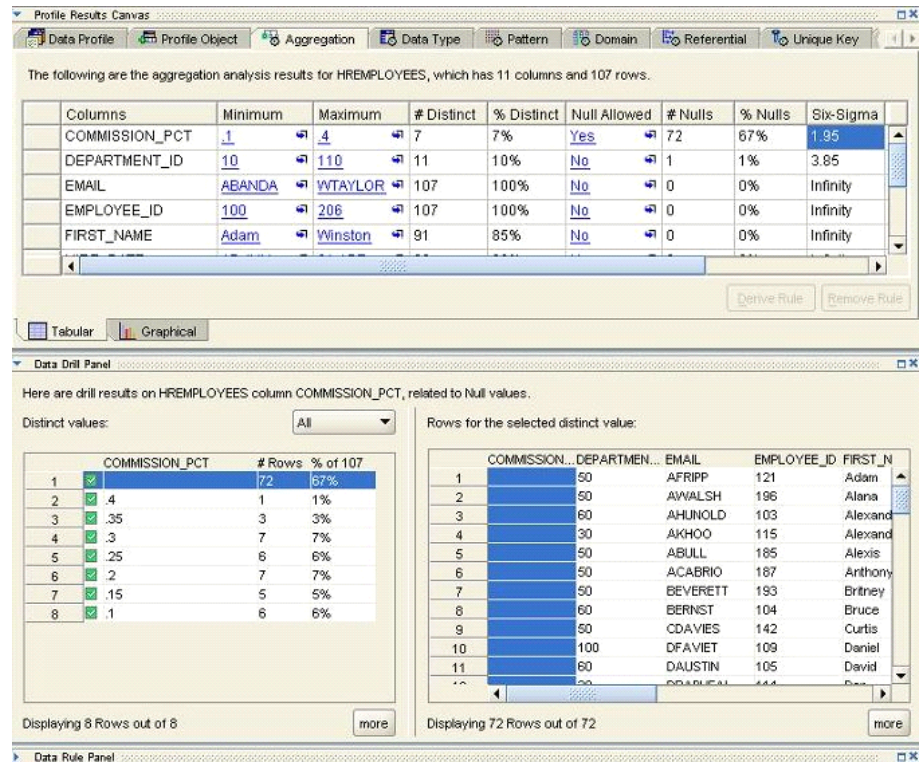 Profile Results Canvas
Data Profile Profile Object Aggregation Data Type Pattern Domain Referential Unique Key
The following are the aggregation analysis results for HREMPLOYEES, which has 11 columns and 107 rows.
Columns Minimum Maximum # Distinct % Distinct Null Allowed # Nulls % Nulls Six-Sigma
COMMISSION_PCT .1 .4 7 7% Yes 72 67% 1.95
DEPARTMENT_ID 10 110 11 10% No 1 1% 3.85
EMAIL ABANDA WTAYLOR 107 100% No 0 0% Infinity
EMPLOYEE_ID 100 206 107 100% No 0 0% Infinity
FIRST_NAME Adam Winston 91 85% No 0 0% Infinity
Derive Rule Remove Rule
Tabular Graphical
Data Drill Panel
Here are drill results on HREMPLOYEES column COMMISSION_PCT, related to Null values.
Distinct values: All
COMMISSION_PCT # Rows % of 107
1 72 67%
2 .4 1 1%
3 .35 3 3%
4 .3 7 7%
5 .25 6 6%
6 .2 7 7%
7 .15 5 5%
8 .1 6 6%
Displaying 8 Rows out of 8 more
Rows for the selected distinct value:
COMMISSION... DEPARTMEN... EMAIL EMPLOYEE_ID FIRST_N
1 50 AFRIPP 121 Adam
2 50 AWALSH 196 Alana
3 60 AHUNOLD 103 Alexand
4 30 AKHOO 115 Alexand
5 50 ABULL 185 Alexis
6 50 ACABRIO 187 Anthony
7 50 BEVERETT 193 Britney
8 60 BERNST 104 Bruce
9 50 CDAVIES 142 Curtis
10 100 DFAVIET 109 Daniel
11 60 DAUSTIN 105 David
Displaying 72 Rows out of 72 more
Data Rule Panel